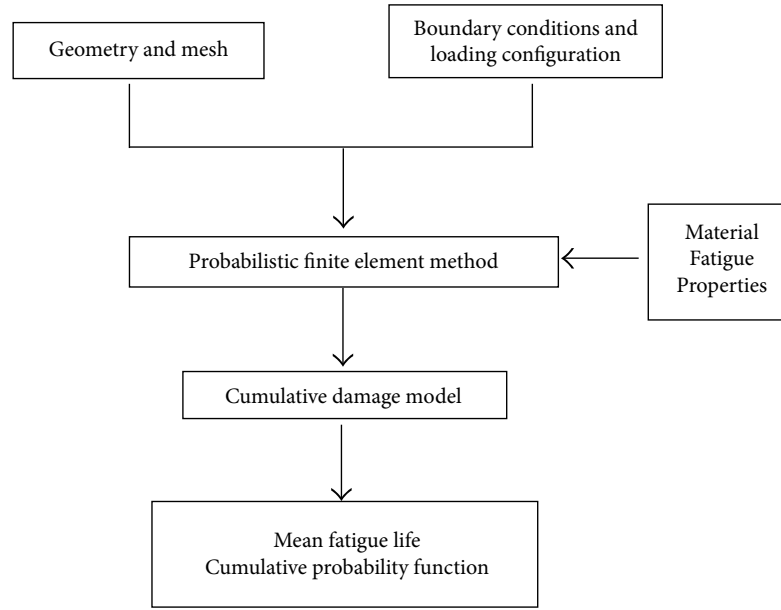 Geometry and mesh
Boundary conditions and
loading configuration
Probabilistic finite element method
Material
Fatigue
Properties
Cumulative damage model
Mean fatigue life
Cumulative probability function